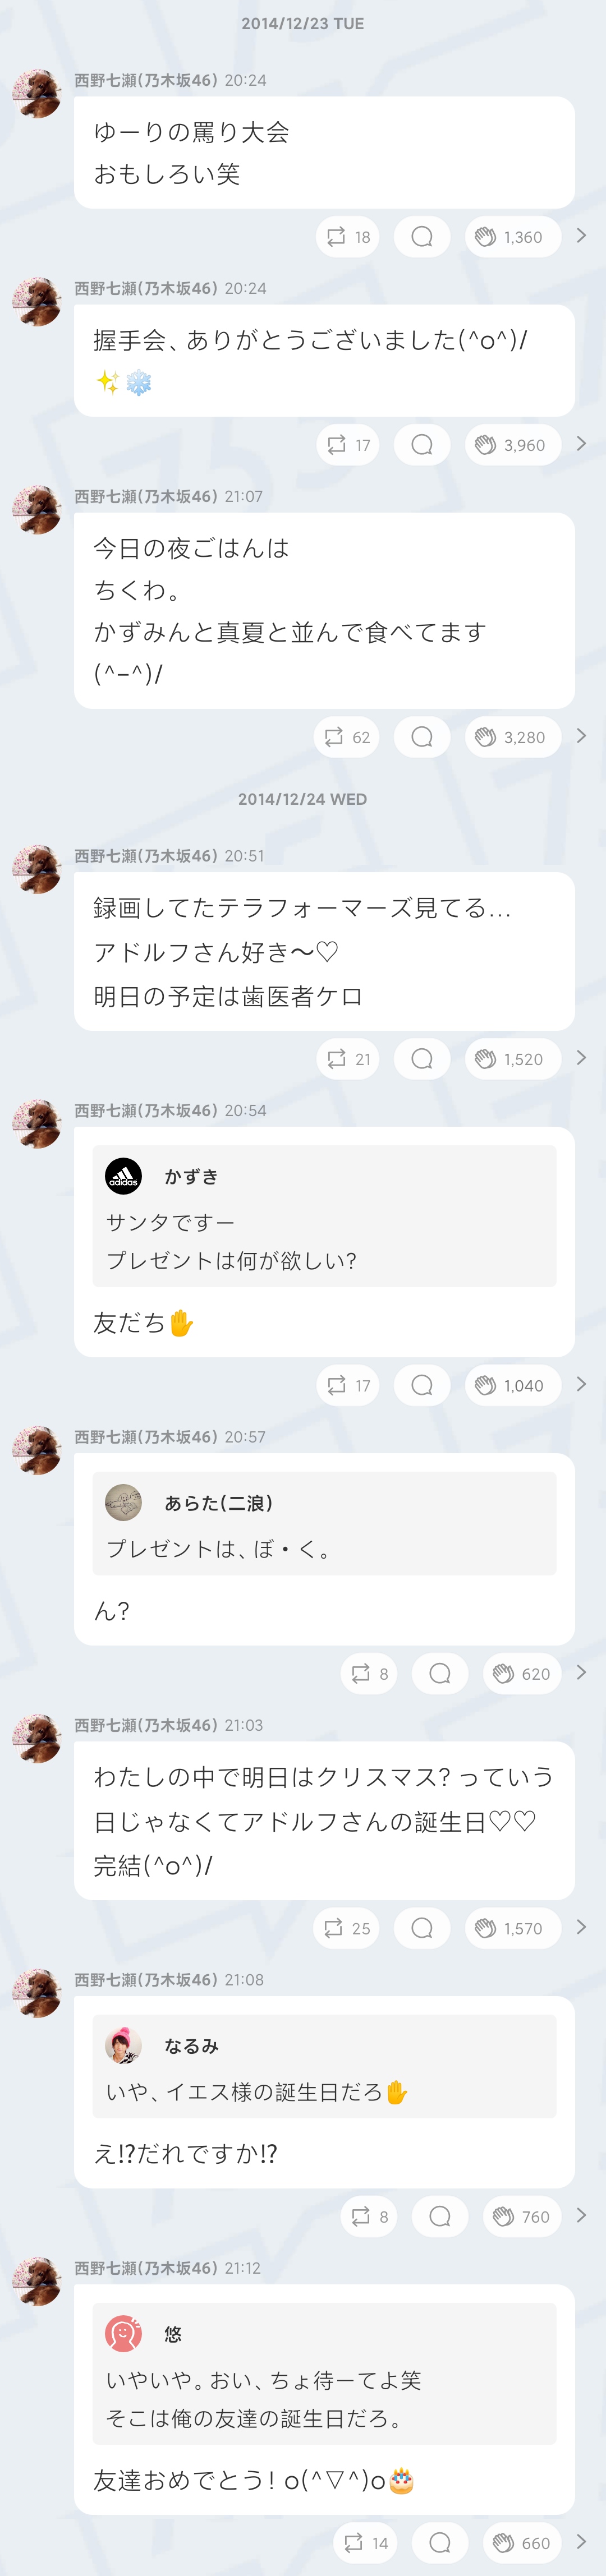 2014/12/23 TUE
西野七瀬(乃木坂46) 20:24
ゆーりの罵り大会
おもしろい笑
18
1,360
西野七瀬(乃木坂46) 20:24
握手会、ありがとうございました(^o^)/
✨❄️
17
3,960
西野七瀬(乃木坂46) 21:07
今日の夜ごはんは
ちくわ。
かずみんと真夏と並んで食べてます
(^-^)/
62
3,280
2014/12/24 WED
西野七瀬(乃木坂46) 20:51
録画してたテラフォーマーズ見てる…
アドルフさん好き〜♡
明日の予定は歯医者ケロ
21
1,520
西野七瀬(乃木坂46) 20:54
adidas
かずき
サンタですー
プレゼントは何が欲しい?
友だち✋
17
1,040
西野七瀬(乃木坂46) 20:57
あらた(二浪)
プレゼントは、ぼ・く。
ん?
8
620
西野七瀬(乃木坂46) 21:03
わたしの中で明日はクリスマス? っていう
日じゃなくてアドルフさんの誕生日♡♡
完結(^o^)/
25
1,570
西野七瀬(乃木坂46) 21:08
なるみ
いや、イエス様の誕生日だろ✋
え⁉だれですか⁉
8
760
西野七瀬(乃木坂46) 21:12
悠
いやいや。おい、ちょ待ーてよ笑
そこは俺の友達の誕生日だろ。
友達おめでとう! o(^▽^)o🎂
14
660